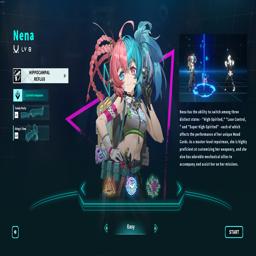 Nena
LV 8
HIPPOCAMPAL
REFLUX
Nena has the ability to switch among three
distinct states - "High-Spirited", "Lose Control,
" and "Super High-Spirited" - each of which
affects the performance of her unique Mood
Cards. As a master-level repairman, she is highly
proficient at customizing her weaponry, and she
also has adorable mechanical allies to
accompany and assist her on her missions.
Easy
START